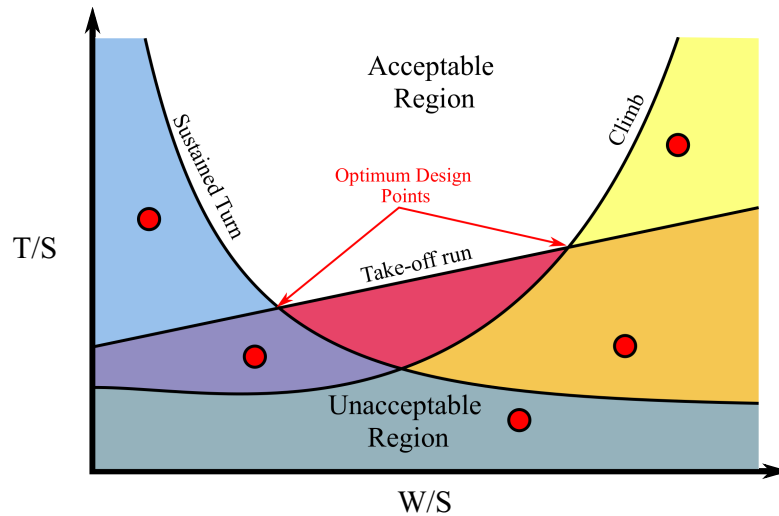 Acceptable
Region
Sustained Turn
Climb
Optimum Design
Points
T/S
Take-off run
Unacceptable
Region
W/S